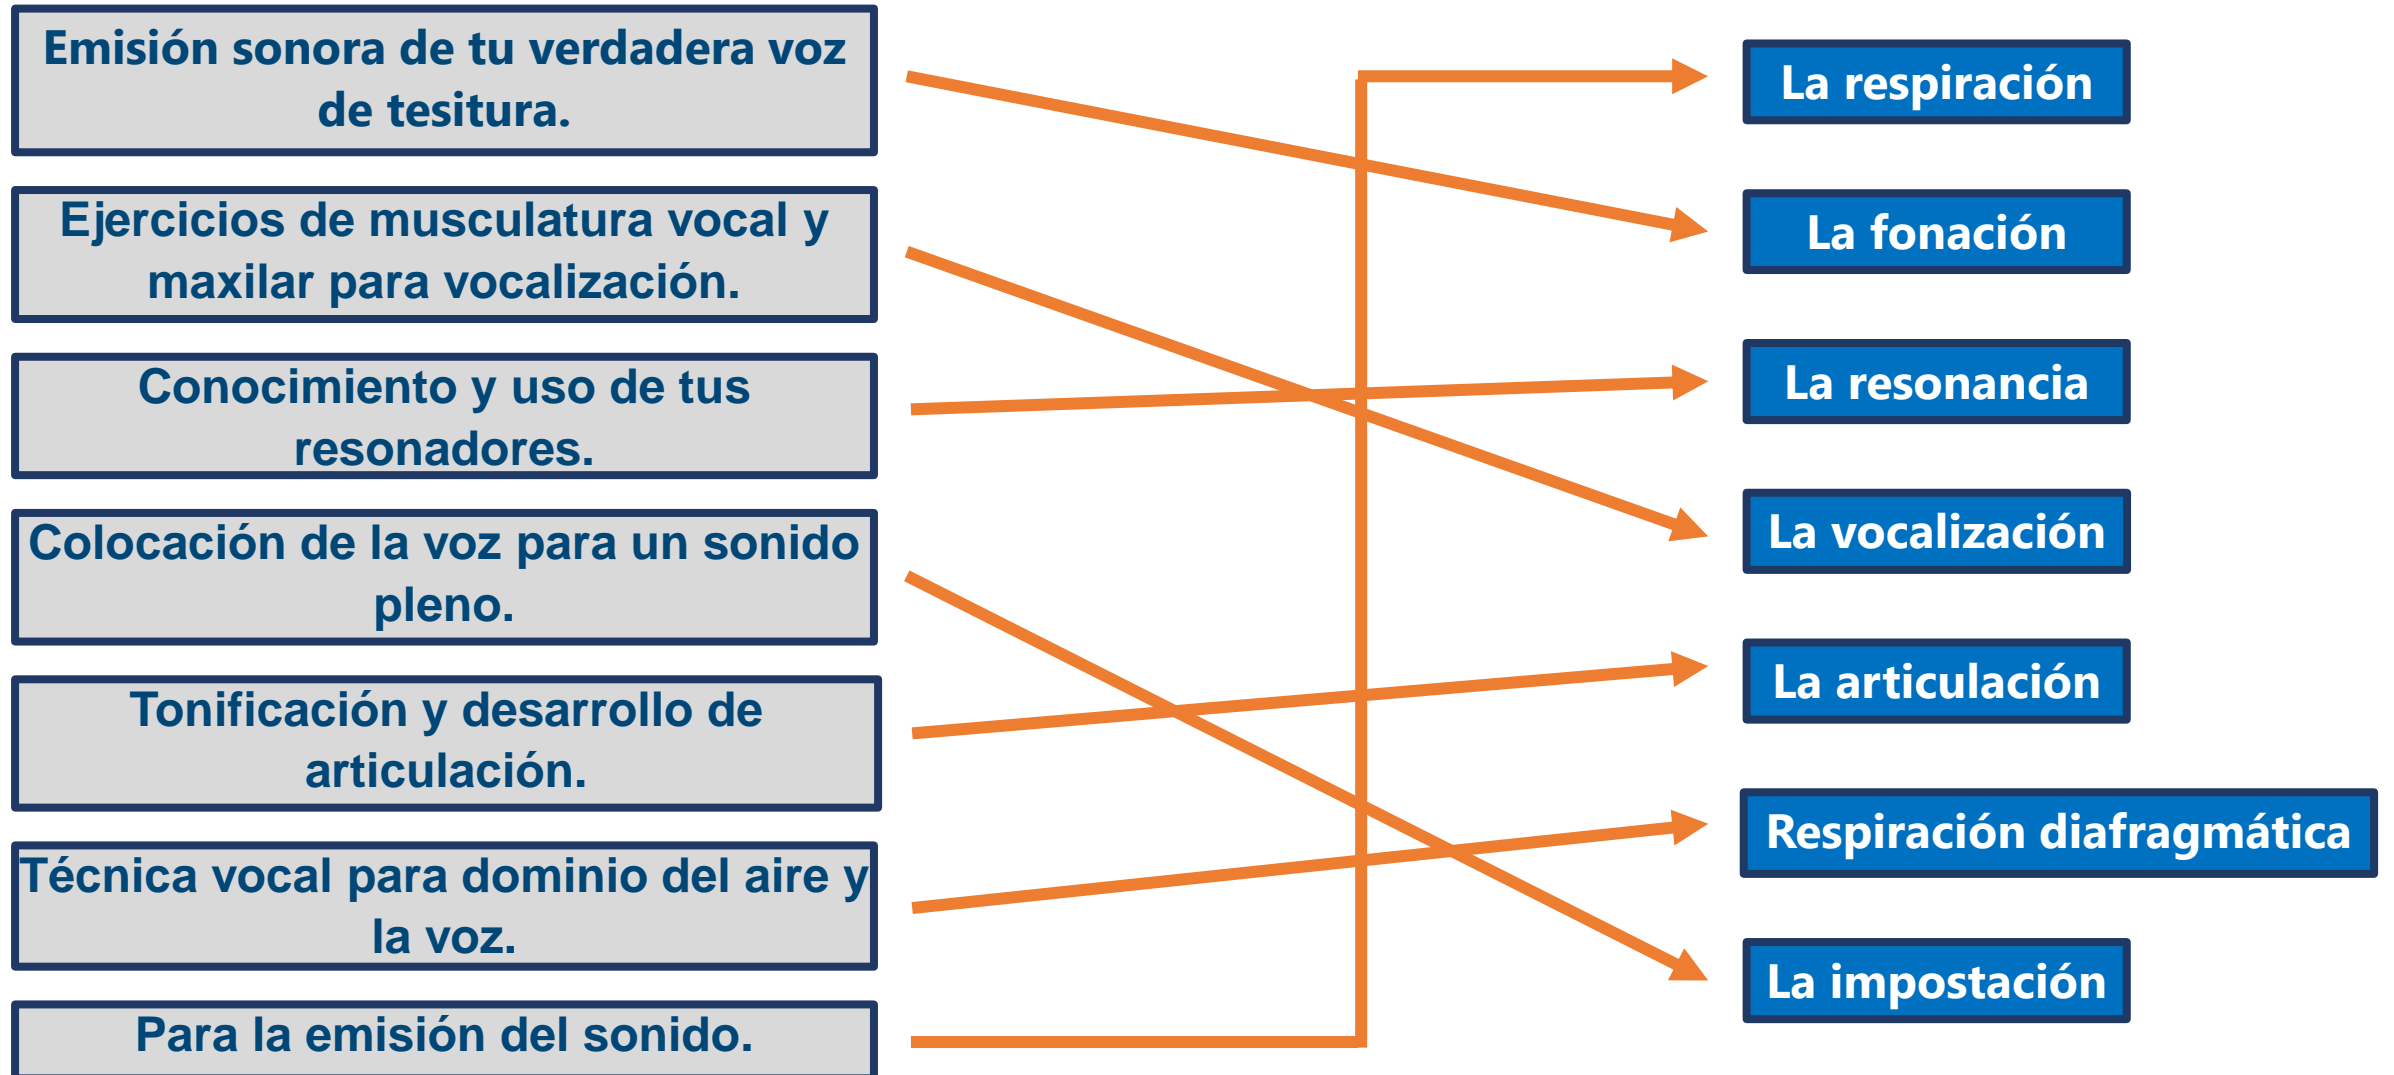 Emisión sonora de tu verdadera voz
de tesitura.
Ejercicios de musculatura vocal y
maxilar para vocalización.
Conocimiento y uso de tus
resonadores.
Colocación de la voz para un sonido
pleno.
Tonificación y desarrollo de
articulación.
Técnica vocal para dominio del aire y
la voz.
Para la emisión del sonido.
La respiración
La fonación
La resonancia
La vocalización
La articulación
Respiración diafragmática
La impostación